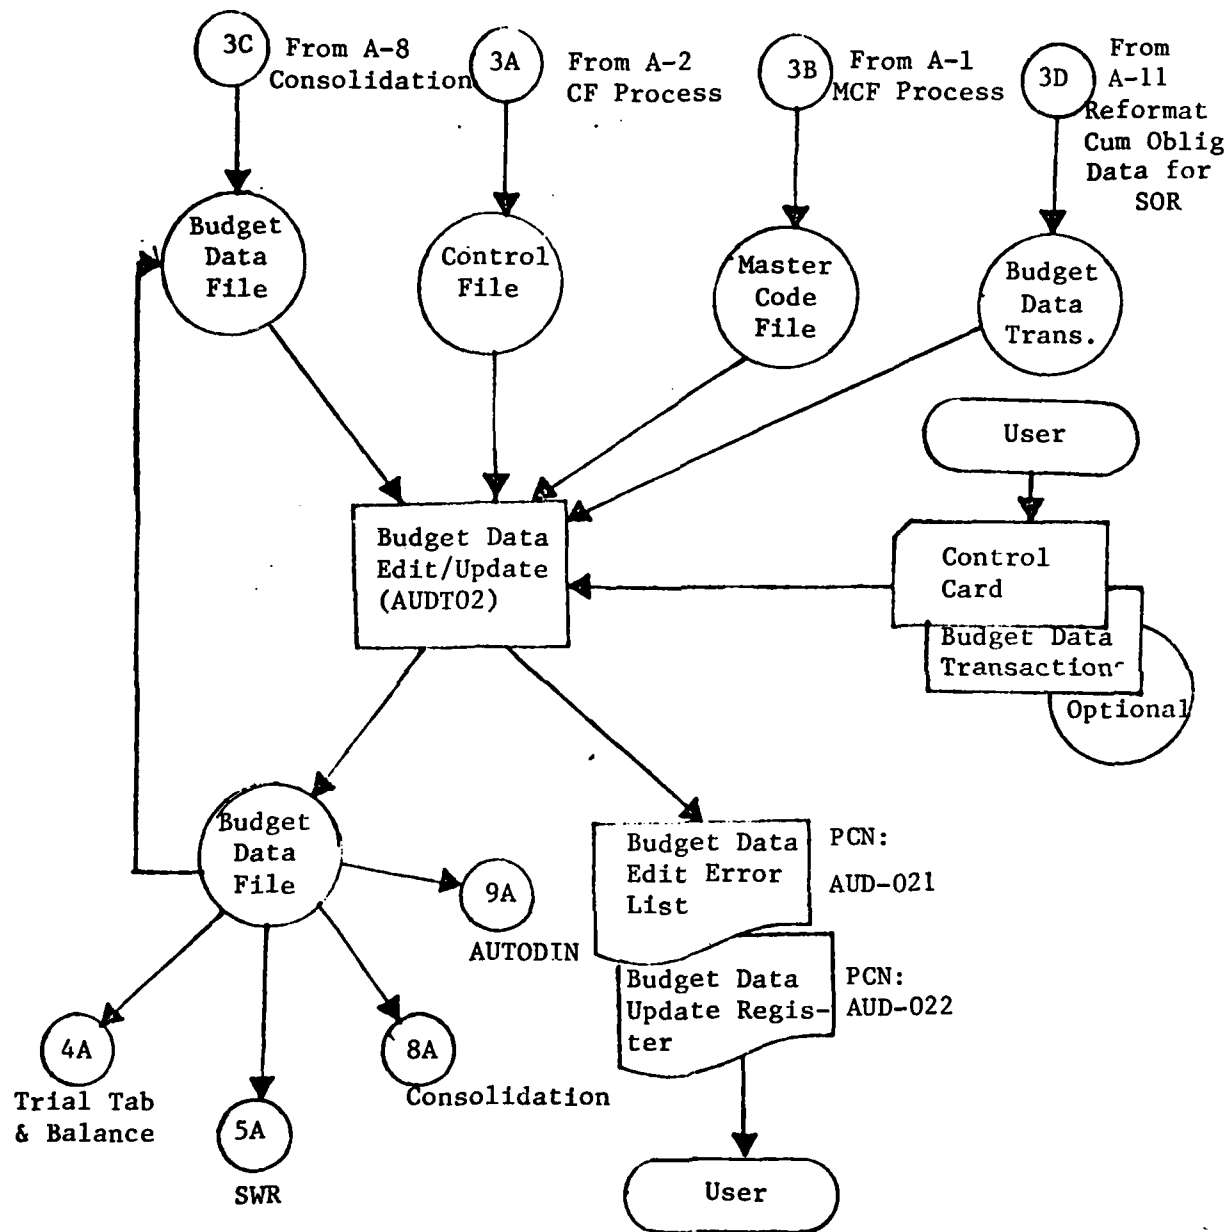 3C
From A-8
Consolidation
3A
From A-2
CF Process
3B
From A-1
MCF Process
3D
From
A-11
Reformat
Cum Oblig
Data for
SOR
Budget
Data
File
Control
File
Master
Code
File
Budget
Data
Trans.
User
Budget Data
Edit/Update
(AUDT02)
Control
Card
Budget Data
Transaction
Optional
Budget
Data
File
9A
AUTODIN
Budget Data
Edit Error
List
PCN:
AUD-021
Budget Data
Update Regis-
ter
PCN:
AUD-022
4A
Trial Tab
& Balance
5A
SWR
8A
Consolidation
User